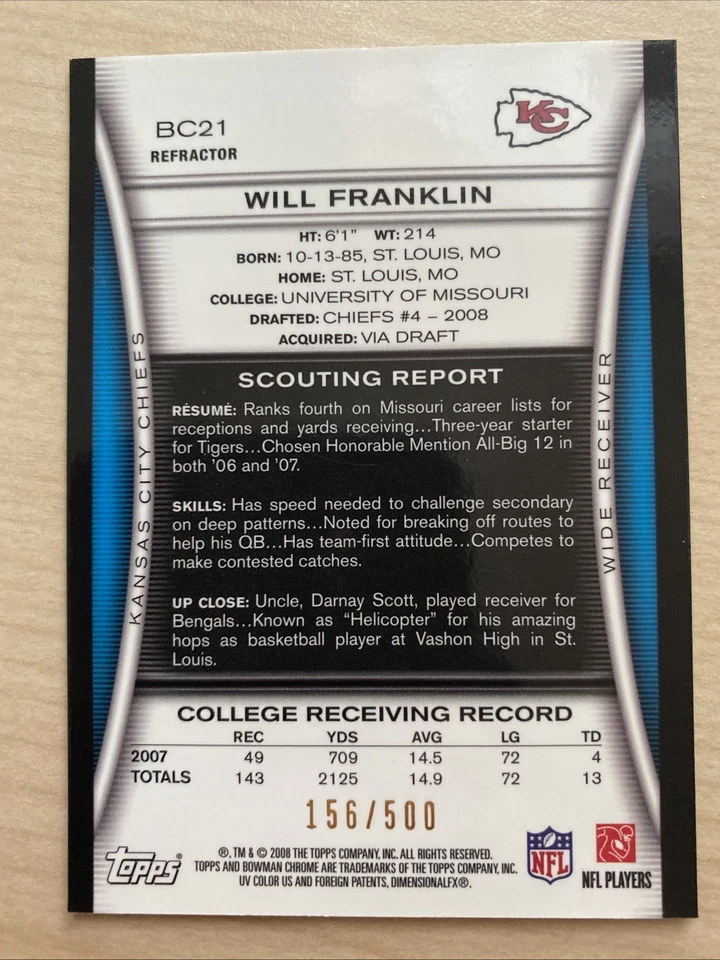 BC21
REFRACTOR
KC
WILL FRANKLIN
HT: 6'1" WT: 214
BORN: 10-13-85, ST. LOUIS, MO
HOME: ST. LOUIS, MO
COLLEGE: UNIVERSITY OF MISSOURI
DRAFTED: CHIEFS #4 – 2008
ACQUIRED: VIA DRAFT
KANSAS CITY CHIEFS
WIDE RECEIVER
SCOUTING REPORT
RÉSUMÉ: Ranks fourth on Missouri career lists for
receptions and yards receiving...Three-year starter
for Tigers...Chosen Honorable Mention All-Big 12 in
both '06 and '07.
SKILLS: Has speed needed to challenge secondary
on deep patterns...Noted for breaking off routes to
help his QB...Has team-first attitude...Competes to
make contested catches.
UP CLOSE: Uncle, Darnay Scott, played receiver for
Bengals...Known as "Helicopter" for his amazing
hops as basketball player at Vashon High in St.
Louis.
COLLEGE RECEIVING RECORD
REC YDS AVG LG TD
2007 49 709 14.5 72 4
TOTALS 143 2125 14.9 72 13
156/500
®, TM & © 2008 THE TOPPS COMPANY, INC. ALL RIGHTS RESERVED.
TOPPS AND BOWMAN CHROME ARE TRADEMARKS OF THE TOPPS COMPANY, INC.
UV COLOR US AND FOREIGN PATENTS, DIMENSIONALFX®.
TOPPS®
NFL
NFL PLAYERS